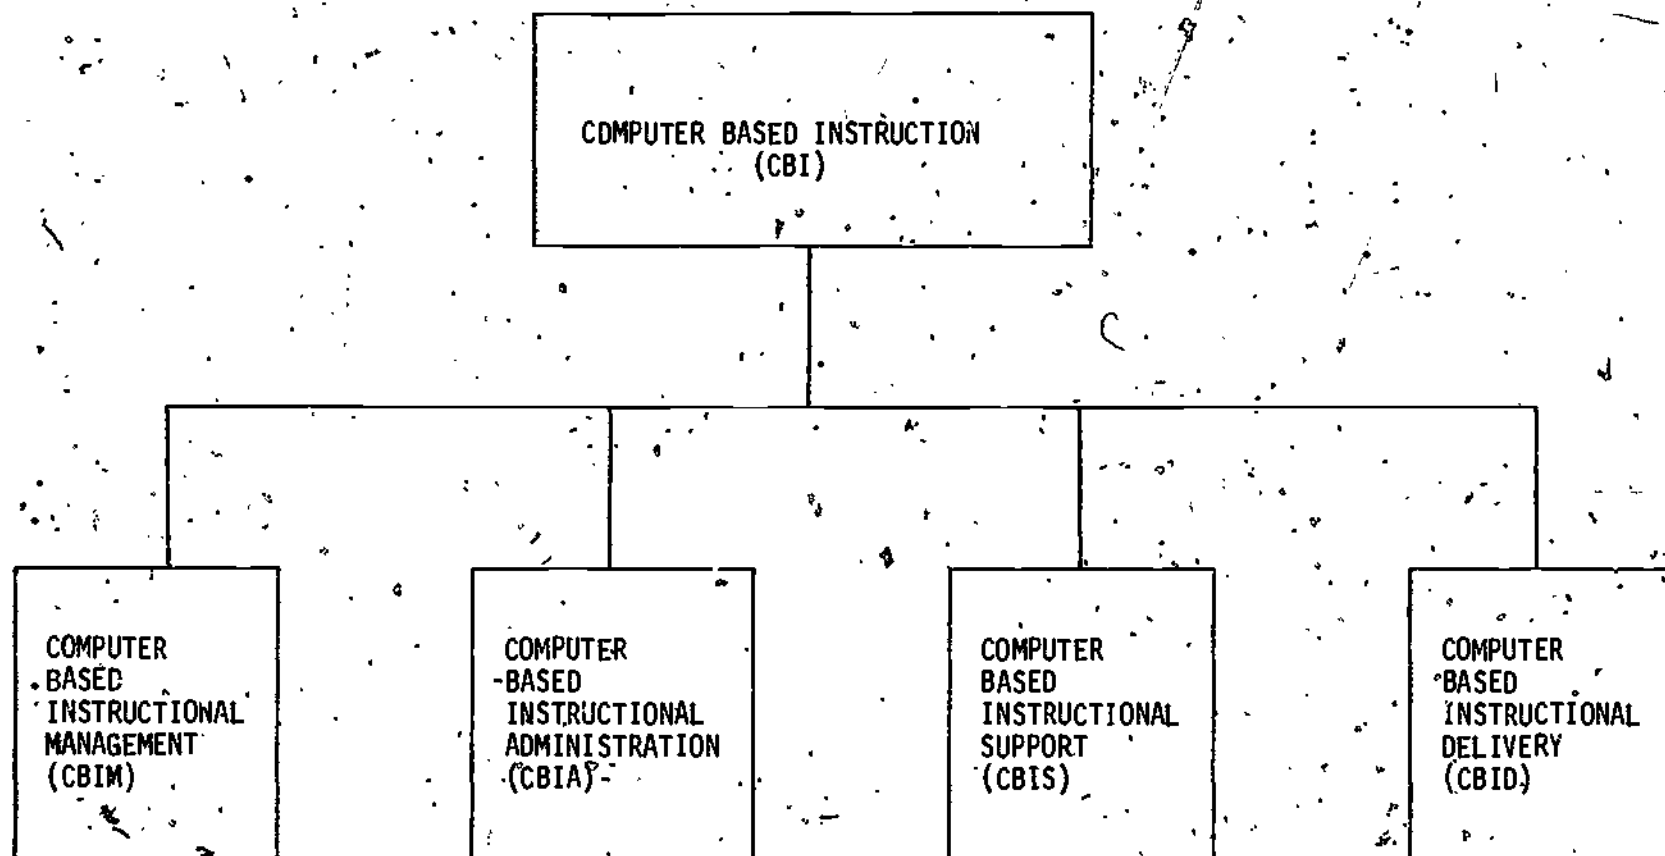 COMPUTER BASED INSTRUCTION
(CBI)
COMPUTER
BASED
INSTRUCTIONAL
MANAGEMENT
(CBIM)
COMPUTER
BASED
INSTRUCTIONAL
ADMINISTRATION
(CBIA)
COMPUTER
BASED
INSTRUCTIONAL
SUPPORT
(CBIS)
COMPUTER
BASED
INSTRUCTIONAL
DELIVERY
(CBID)